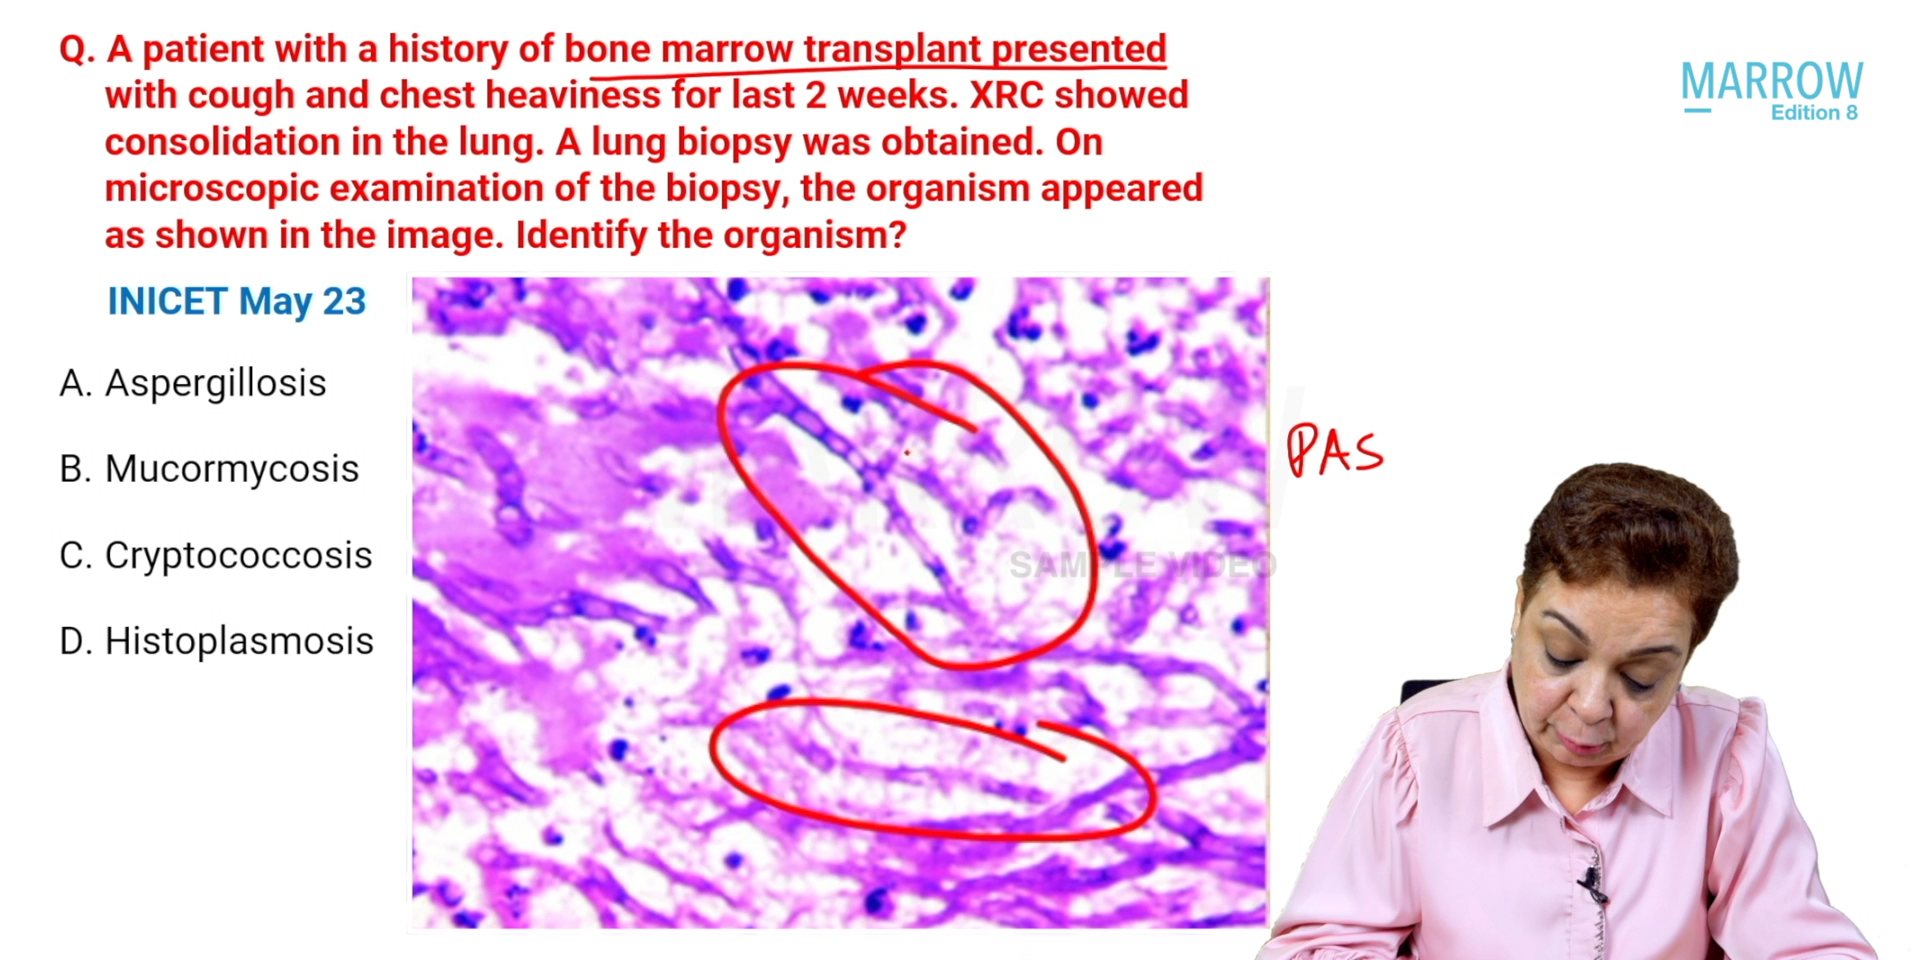 Q. A patient with a history of bone marrow transplant presented
with cough and chest heaviness for last 2 weeks. XRC showed
consolidation in the lung. A lung biopsy was obtained. On
microscopic examination of the biopsy, the organism appeared
as shown in the image. Identify the organism?
MARROW
Edition 8
INICET May 23
A. Aspergillosis
B. Mucormycosis
C. Cryptococcosis
D. Histoplasmosis
PAS
SAMPLE VIDEO